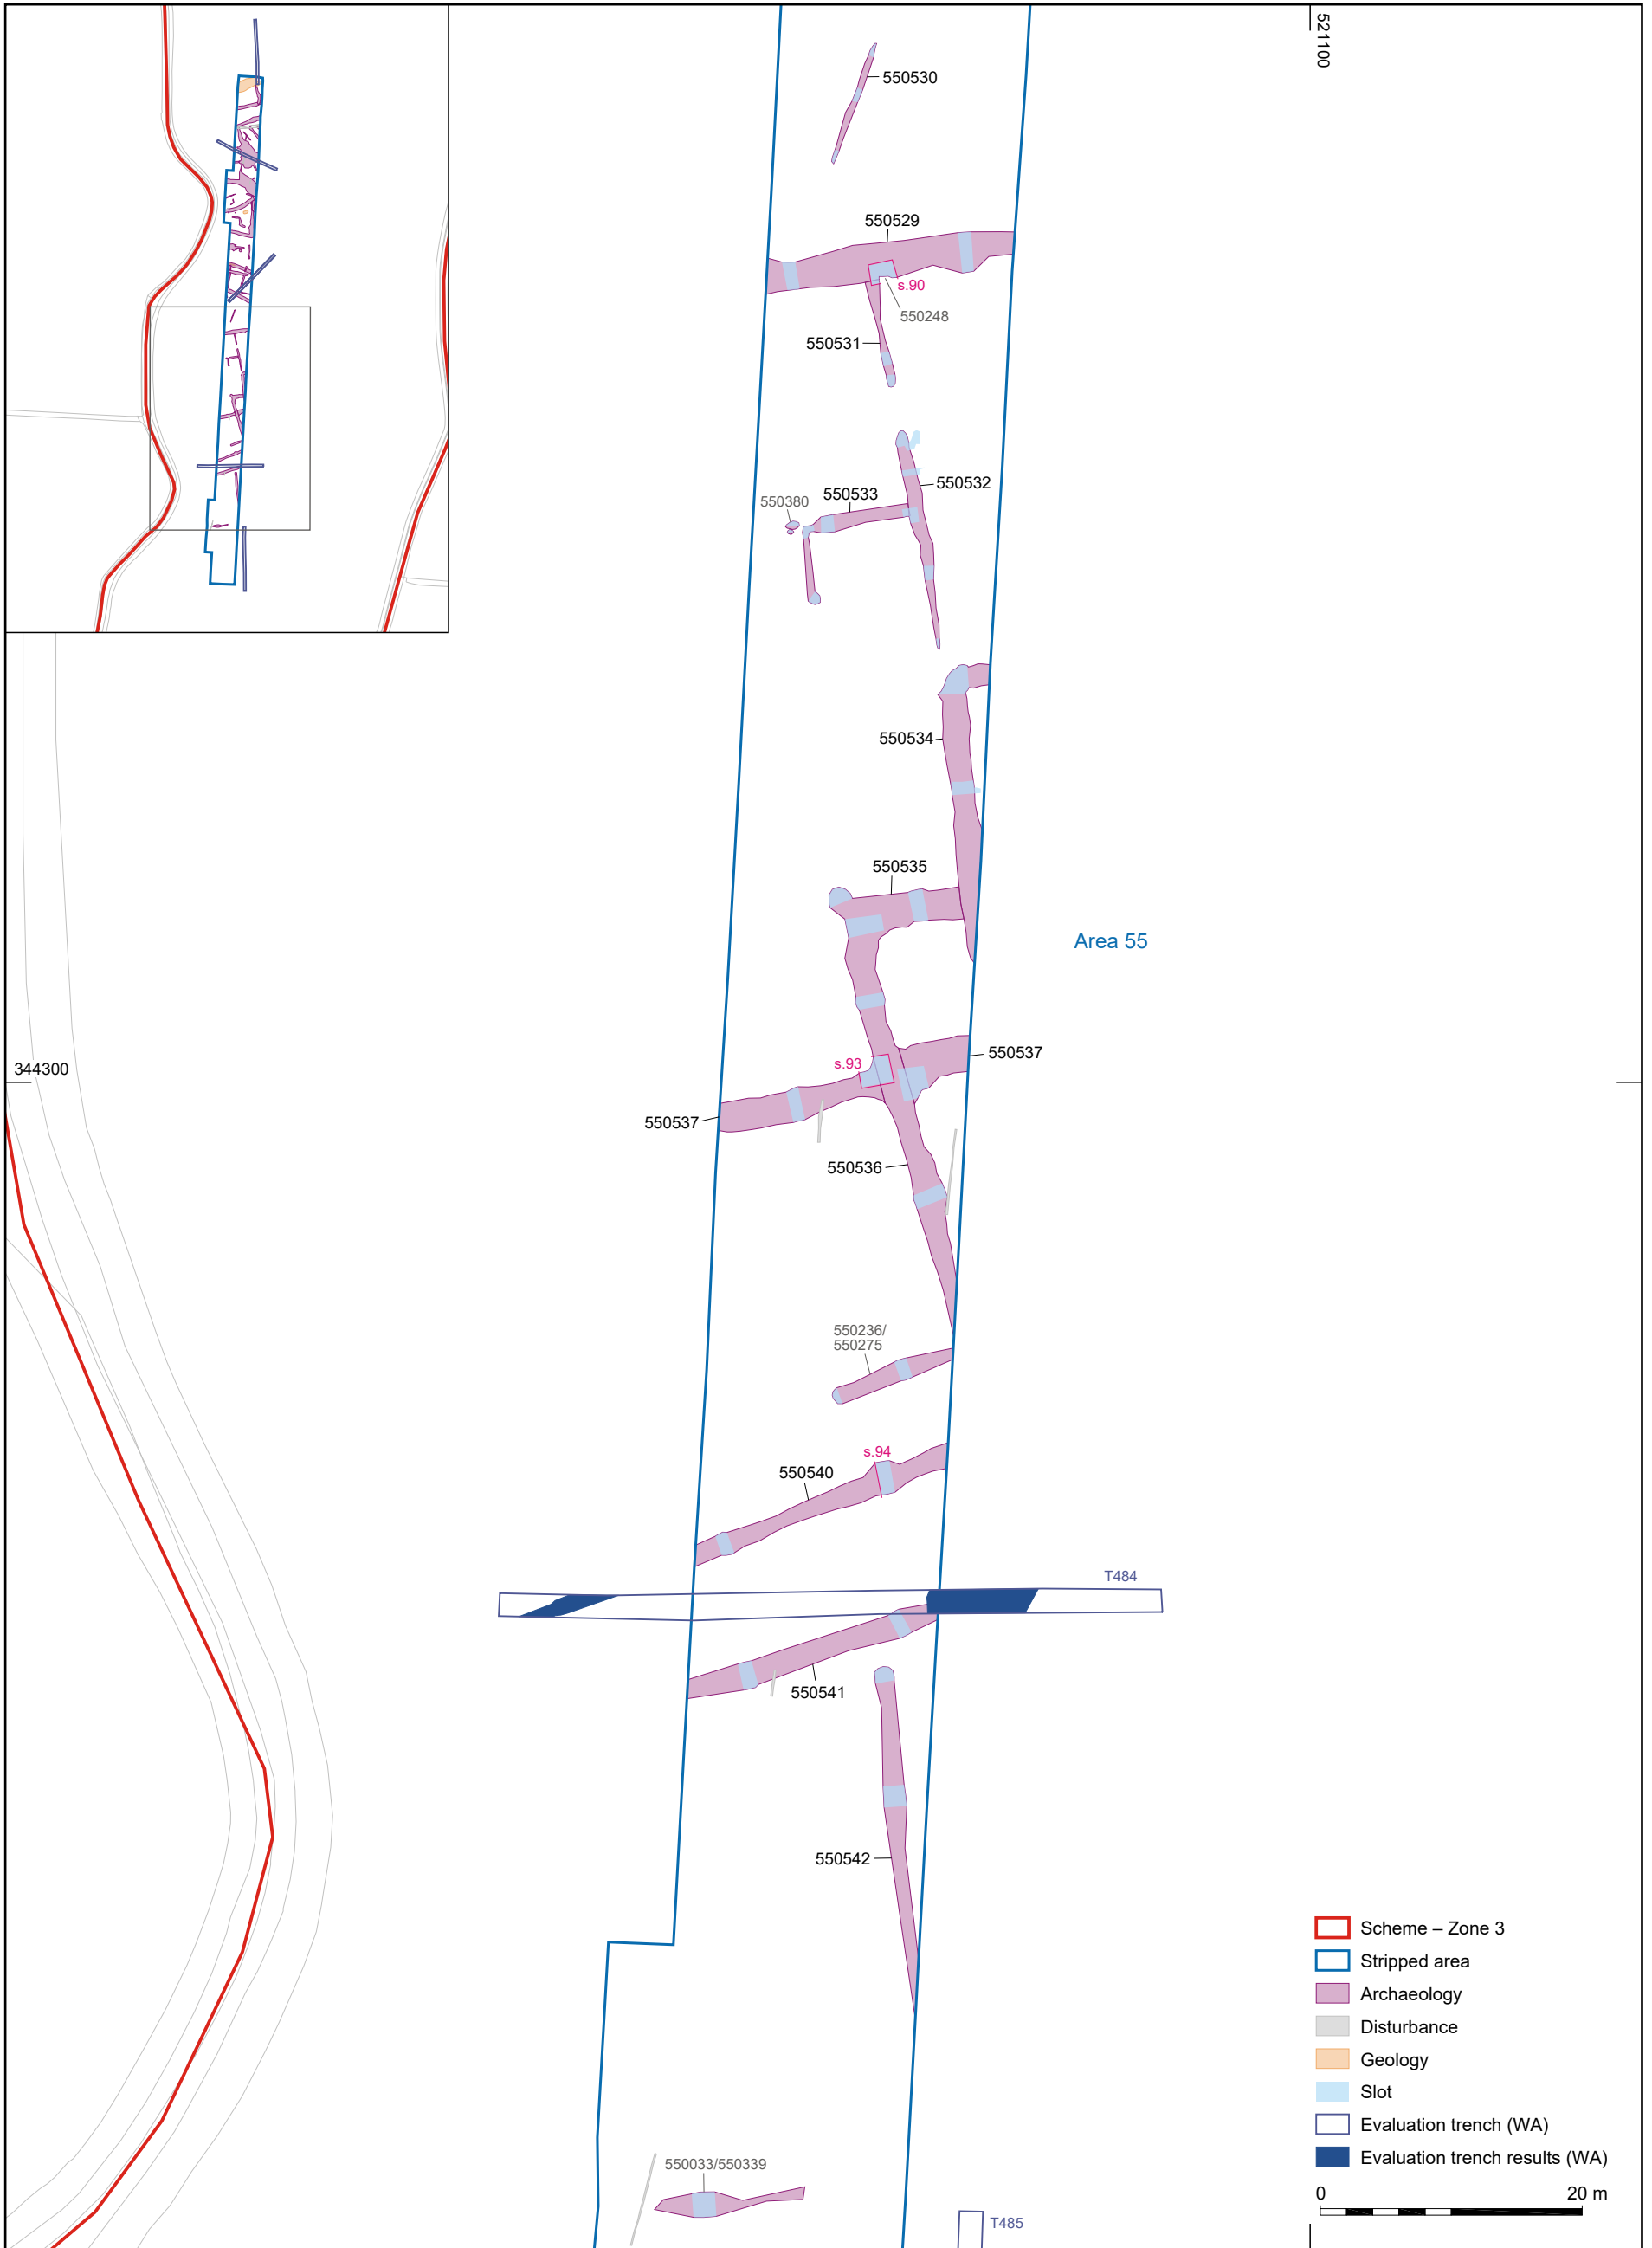 521100
550530
550529
s.90
550248
550531
550532
550533
550380
550534
550535
Area 55
s.93
550537
344300
550537
550536
550236/
550275
s.94
550540
T484
550541
550542
Scheme – Zone 3
Stripped area
Archaeology
Disturbance
Geology
Slot
Evaluation trench (WA)
Evaluation trench results (WA)
0 20 m
550033/550339
T485